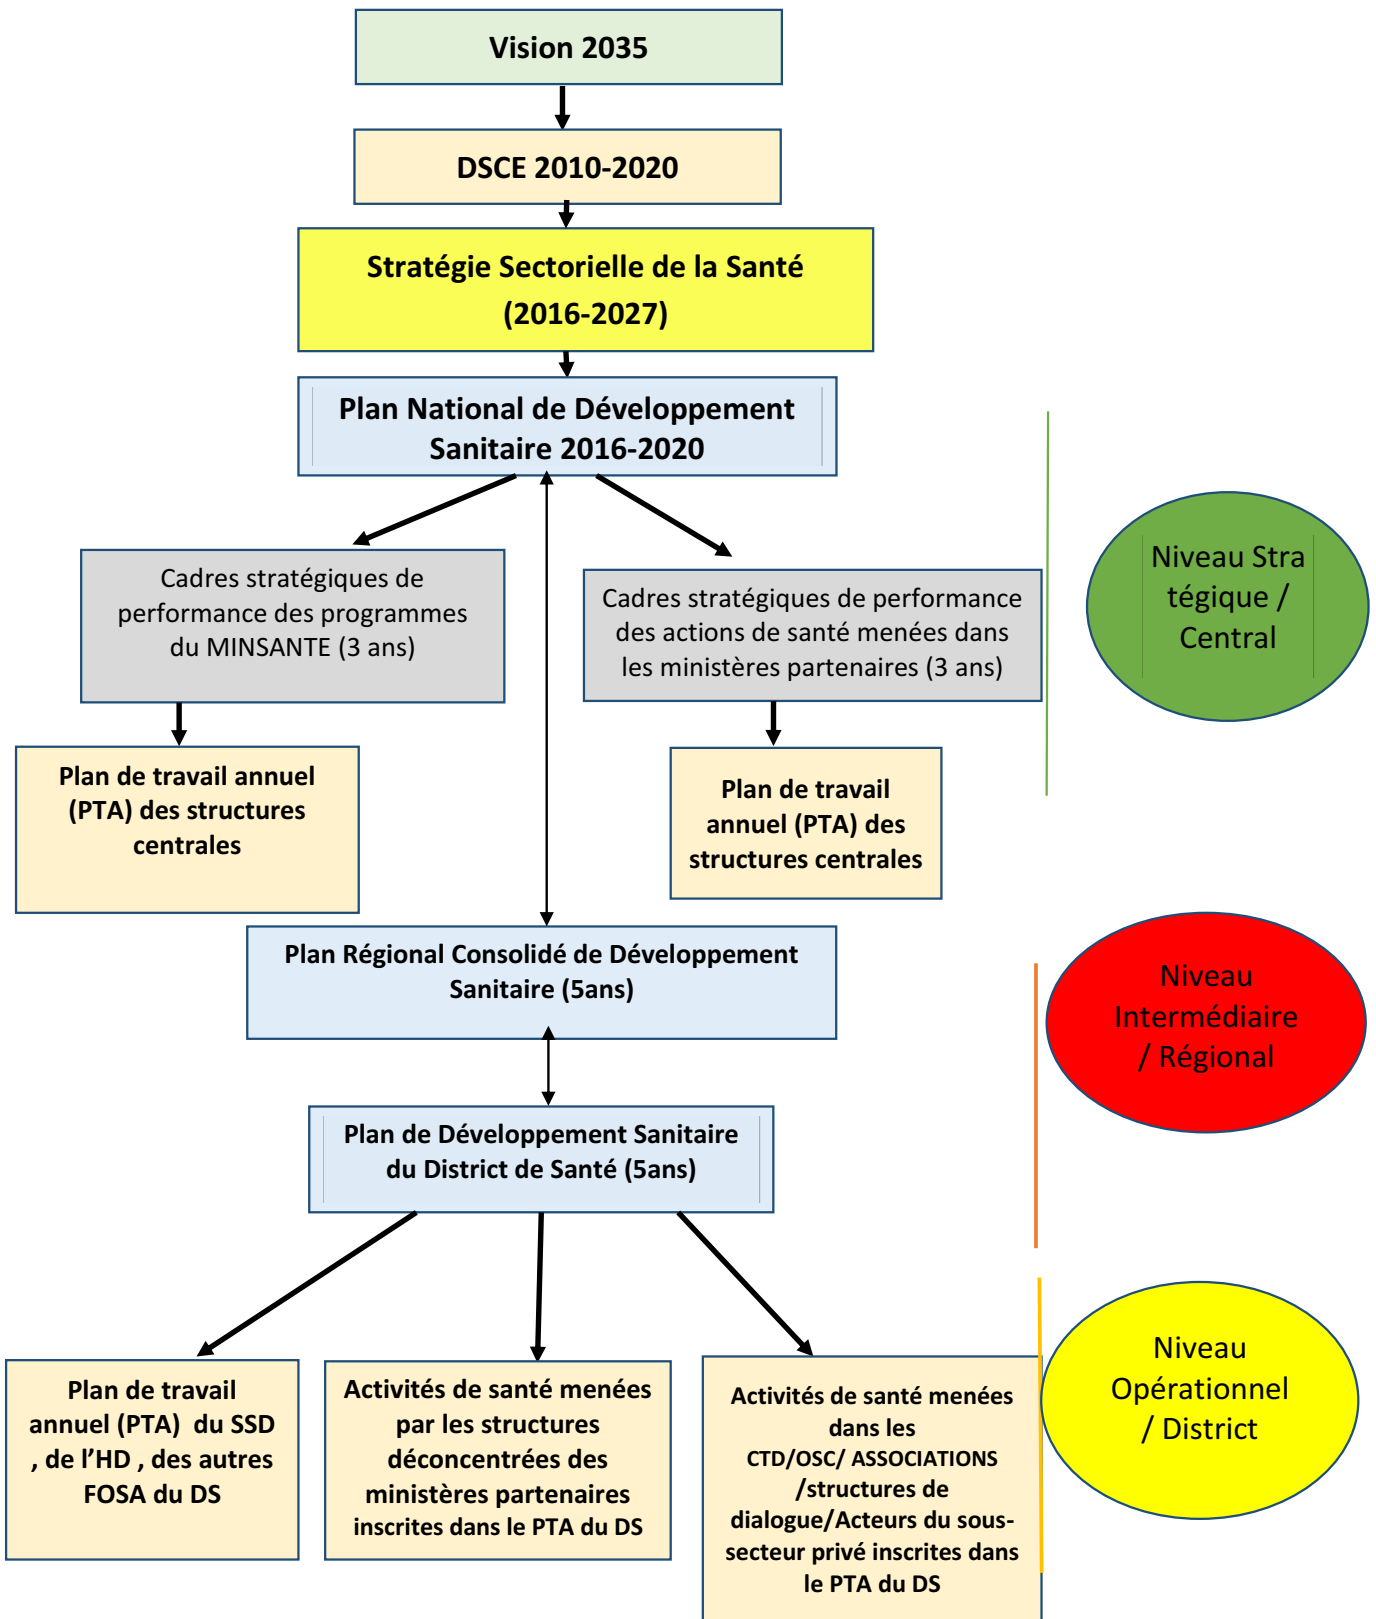 Vision 2035
DSCE 2010-2020
Stratégie Sectorielle de la Santé
(2016-2027)
Plan National de Développement
Sanitaire 2016-2020
Cadres stratégiques de
performance des programmes
du MINSANTE (3 ans)
Cadres stratégiques de performance
des actions de santé menées dans
les ministères partenaires (3 ans)
Niveau Stra
tégique /
Central
Plan de travail annuel
(PTA) des structures
centrales
Plan de travail
annuel (PTA) des
structures centrales
Plan Régional Consolidé de Développement
Sanitaire (5ans)
Niveau
Intermédiaire
/ Régional
Plan de Développement Sanitaire
du District de Santé (5ans)
Plan de travail
annuel (PTA)  du SSD
, de l’HD , des autres
FOSA du DS
Activités de santé menées
par les structures
déconcentrées des
ministères partenaires
inscrites dans le PTA du DS
Activités de santé menées
dans les
CTD/OSC/ ASSOCIATIONS
/structures de
dialogue/Acteurs du sous-
secteur privé inscrites dans
le PTA du DS
Niveau
Opérationnel
/ District